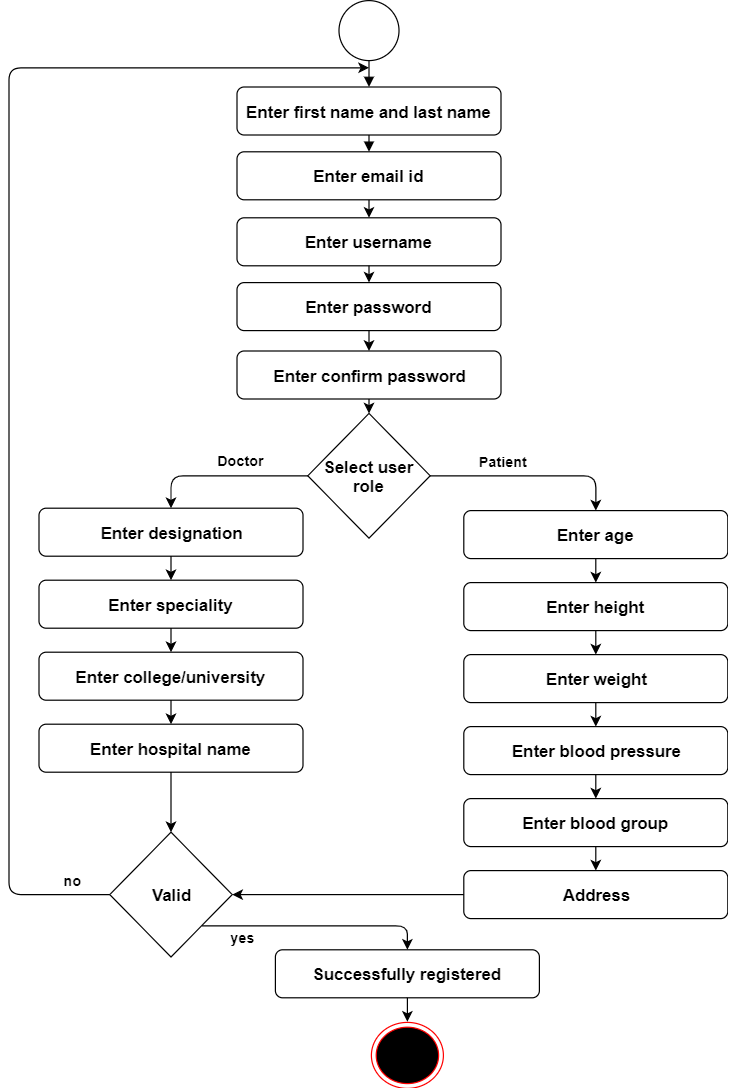 Enter first name and last name
Enter email id
Enter username
Enter password
Enter confirm password
Select user
role
Doctor
Patient
Enter designation
Enter speciality
Enter college/university
Enter hospital name
Enter age
Enter height
Enter weight
Enter blood pressure
Enter blood group
Address
Valid
no
yes
Successfully registered